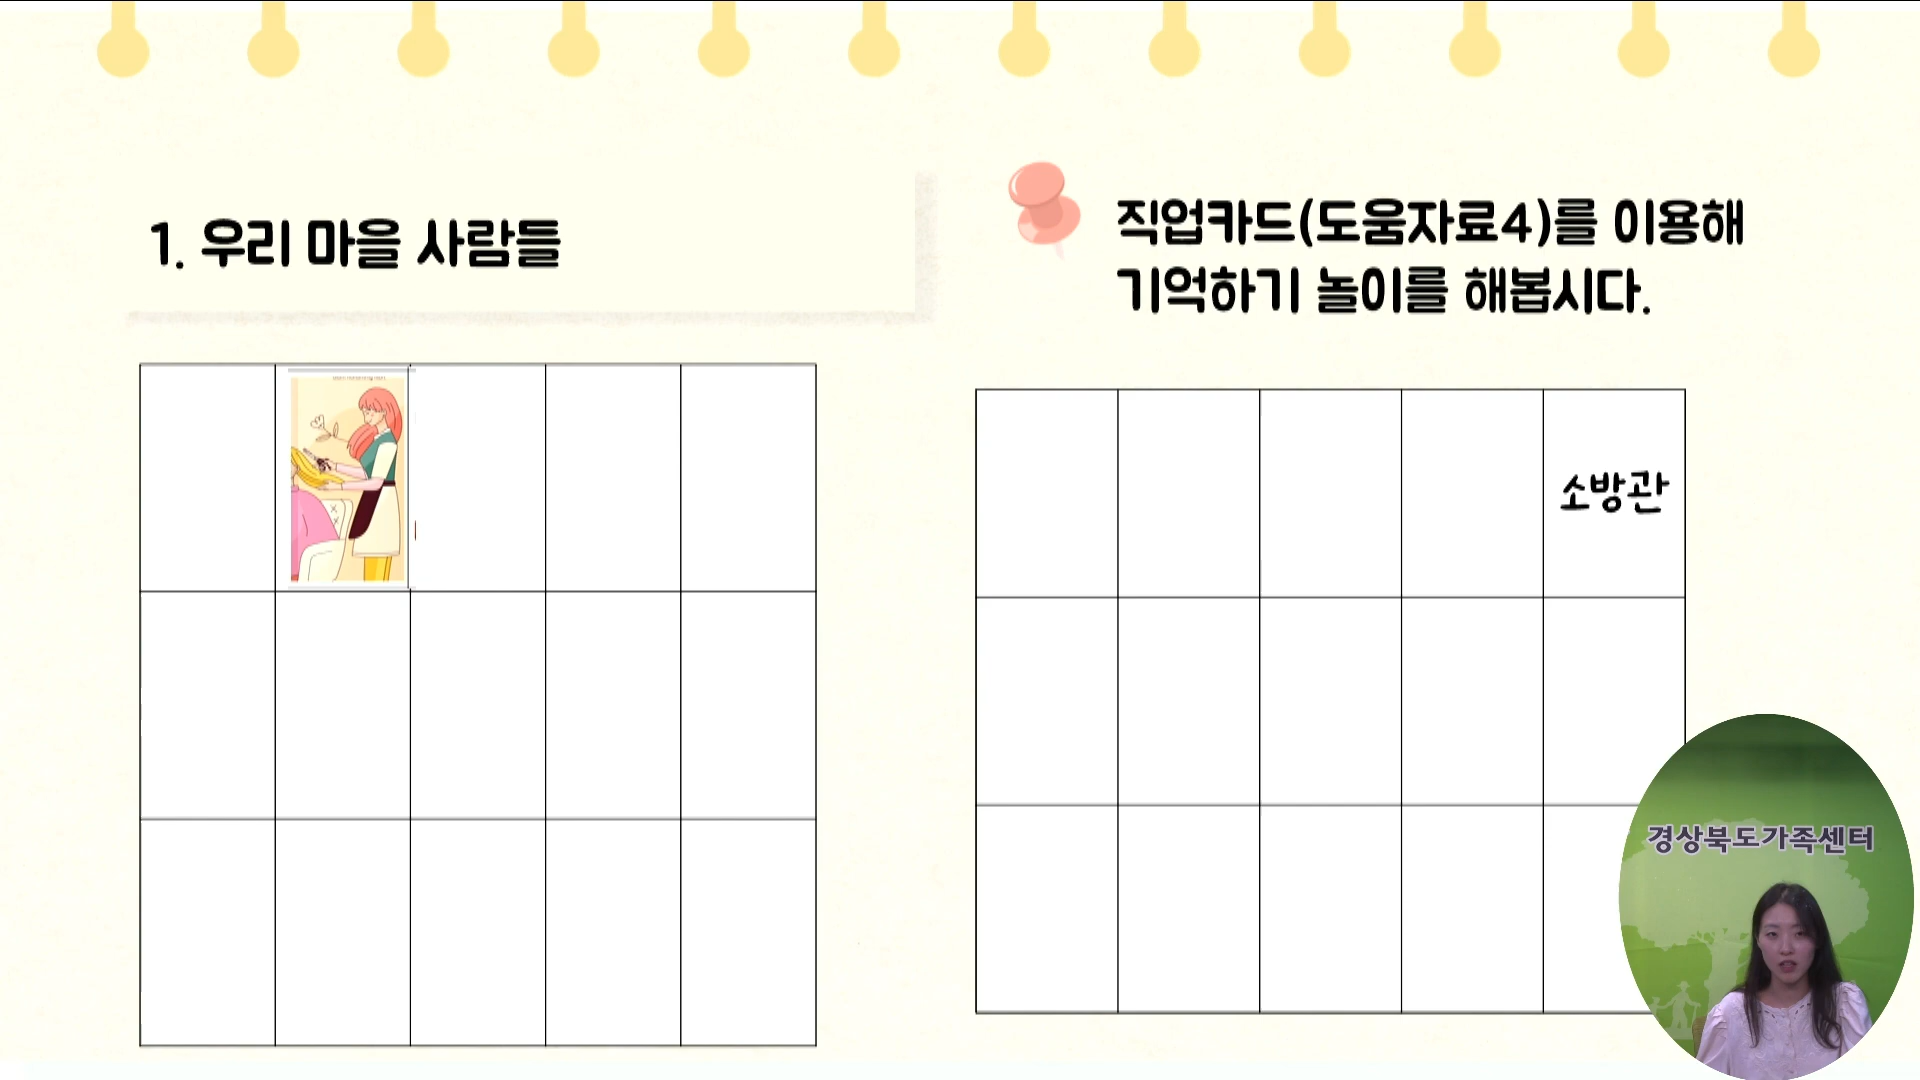 1. 우리 마을 사람들
직업카드(도움자료4)를 이용해
기억하기 놀이를 해봅시다.
소방관
경상북도가족센터